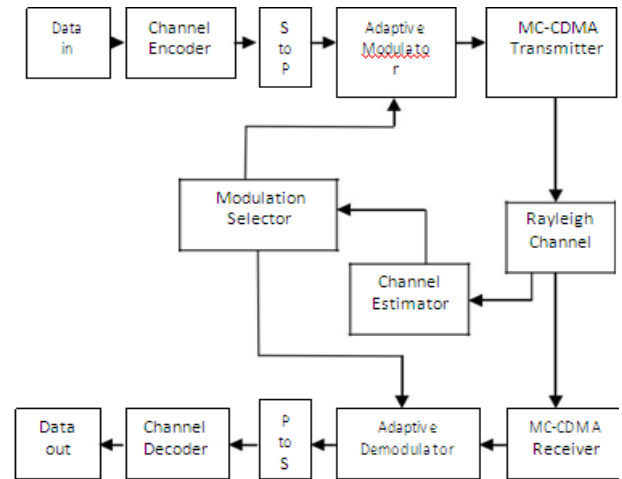 Data
in
Channel
Encoder
S
to
P
Adaptive
Modulato
r
MC-CDMA
Transmitter
Modulation
Selector
Rayleigh
Channel
Channel
Estimator
Data
out
Channel
Decoder
P
to
S
Adaptive
Demodulator
MC-CDMA
Receiver